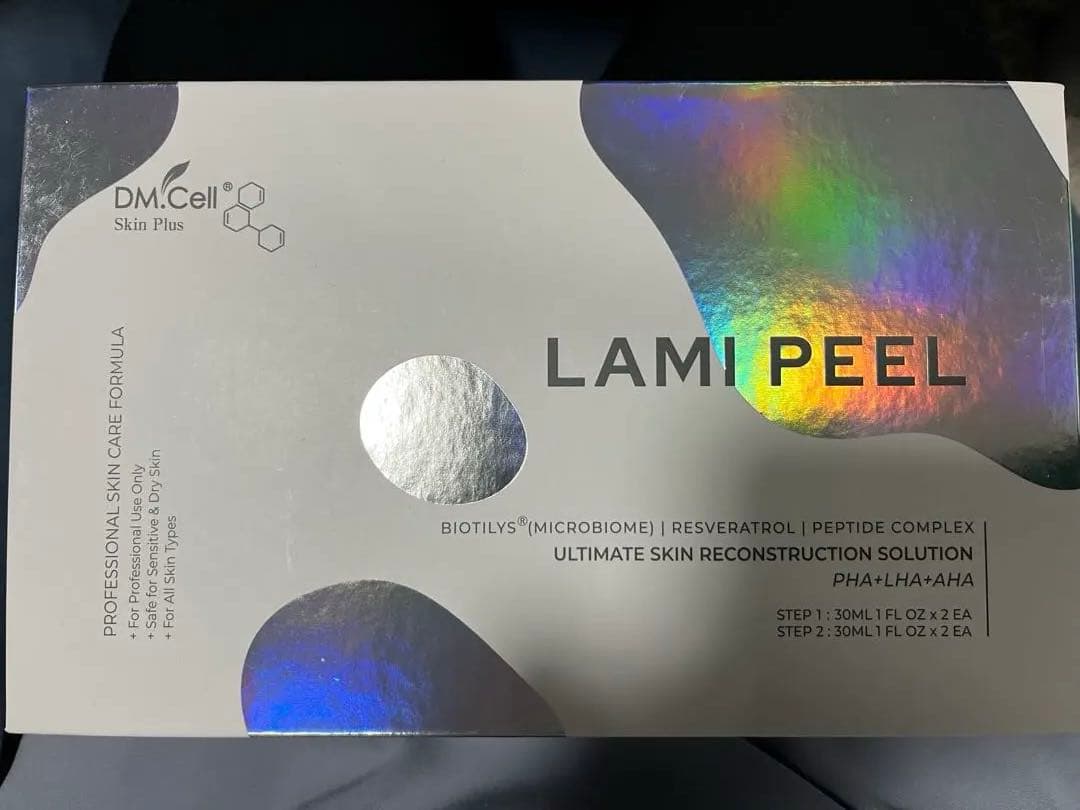 DM.Cell®
Skin Plus
PROFESSIONAL SKIN CARE FORMULA
+ For Professional Use Only
+ Safe for Sensitive & Dry Skin
+ For All Skin Types
LAMI PEEL
BIOTILYS®(MICROBIOME) | RESVERATROL | PEPTIDE COMPLEX
ULTIMATE SKIN RECONSTRUCTION SOLUTION
PHA+LHA+AHA
STEP 1 : 30ML 1 FL OZ x 2 EA
STEP 2 : 30ML 1 FL OZ x 2 EA